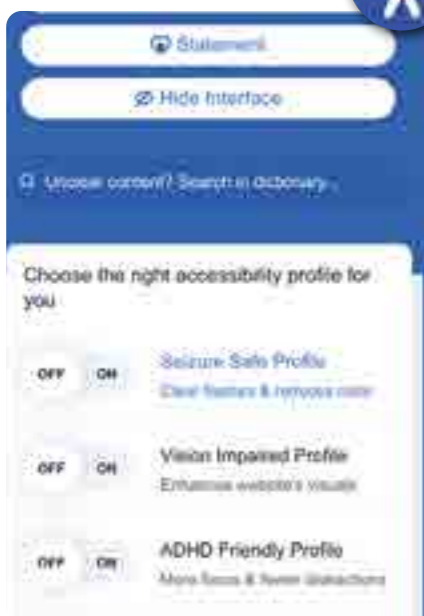 Statement
Hide Interface
Unclear content? Search in dictionary...
Choose the right accessibility profile for
you
OFF ON Seizure Safe Profile
Clear flashes & reduces color
OFF ON Vision Impaired Profile
Enhances website's visuals
OFF ON ADHD Friendly Profile
More focus & fewer distractions